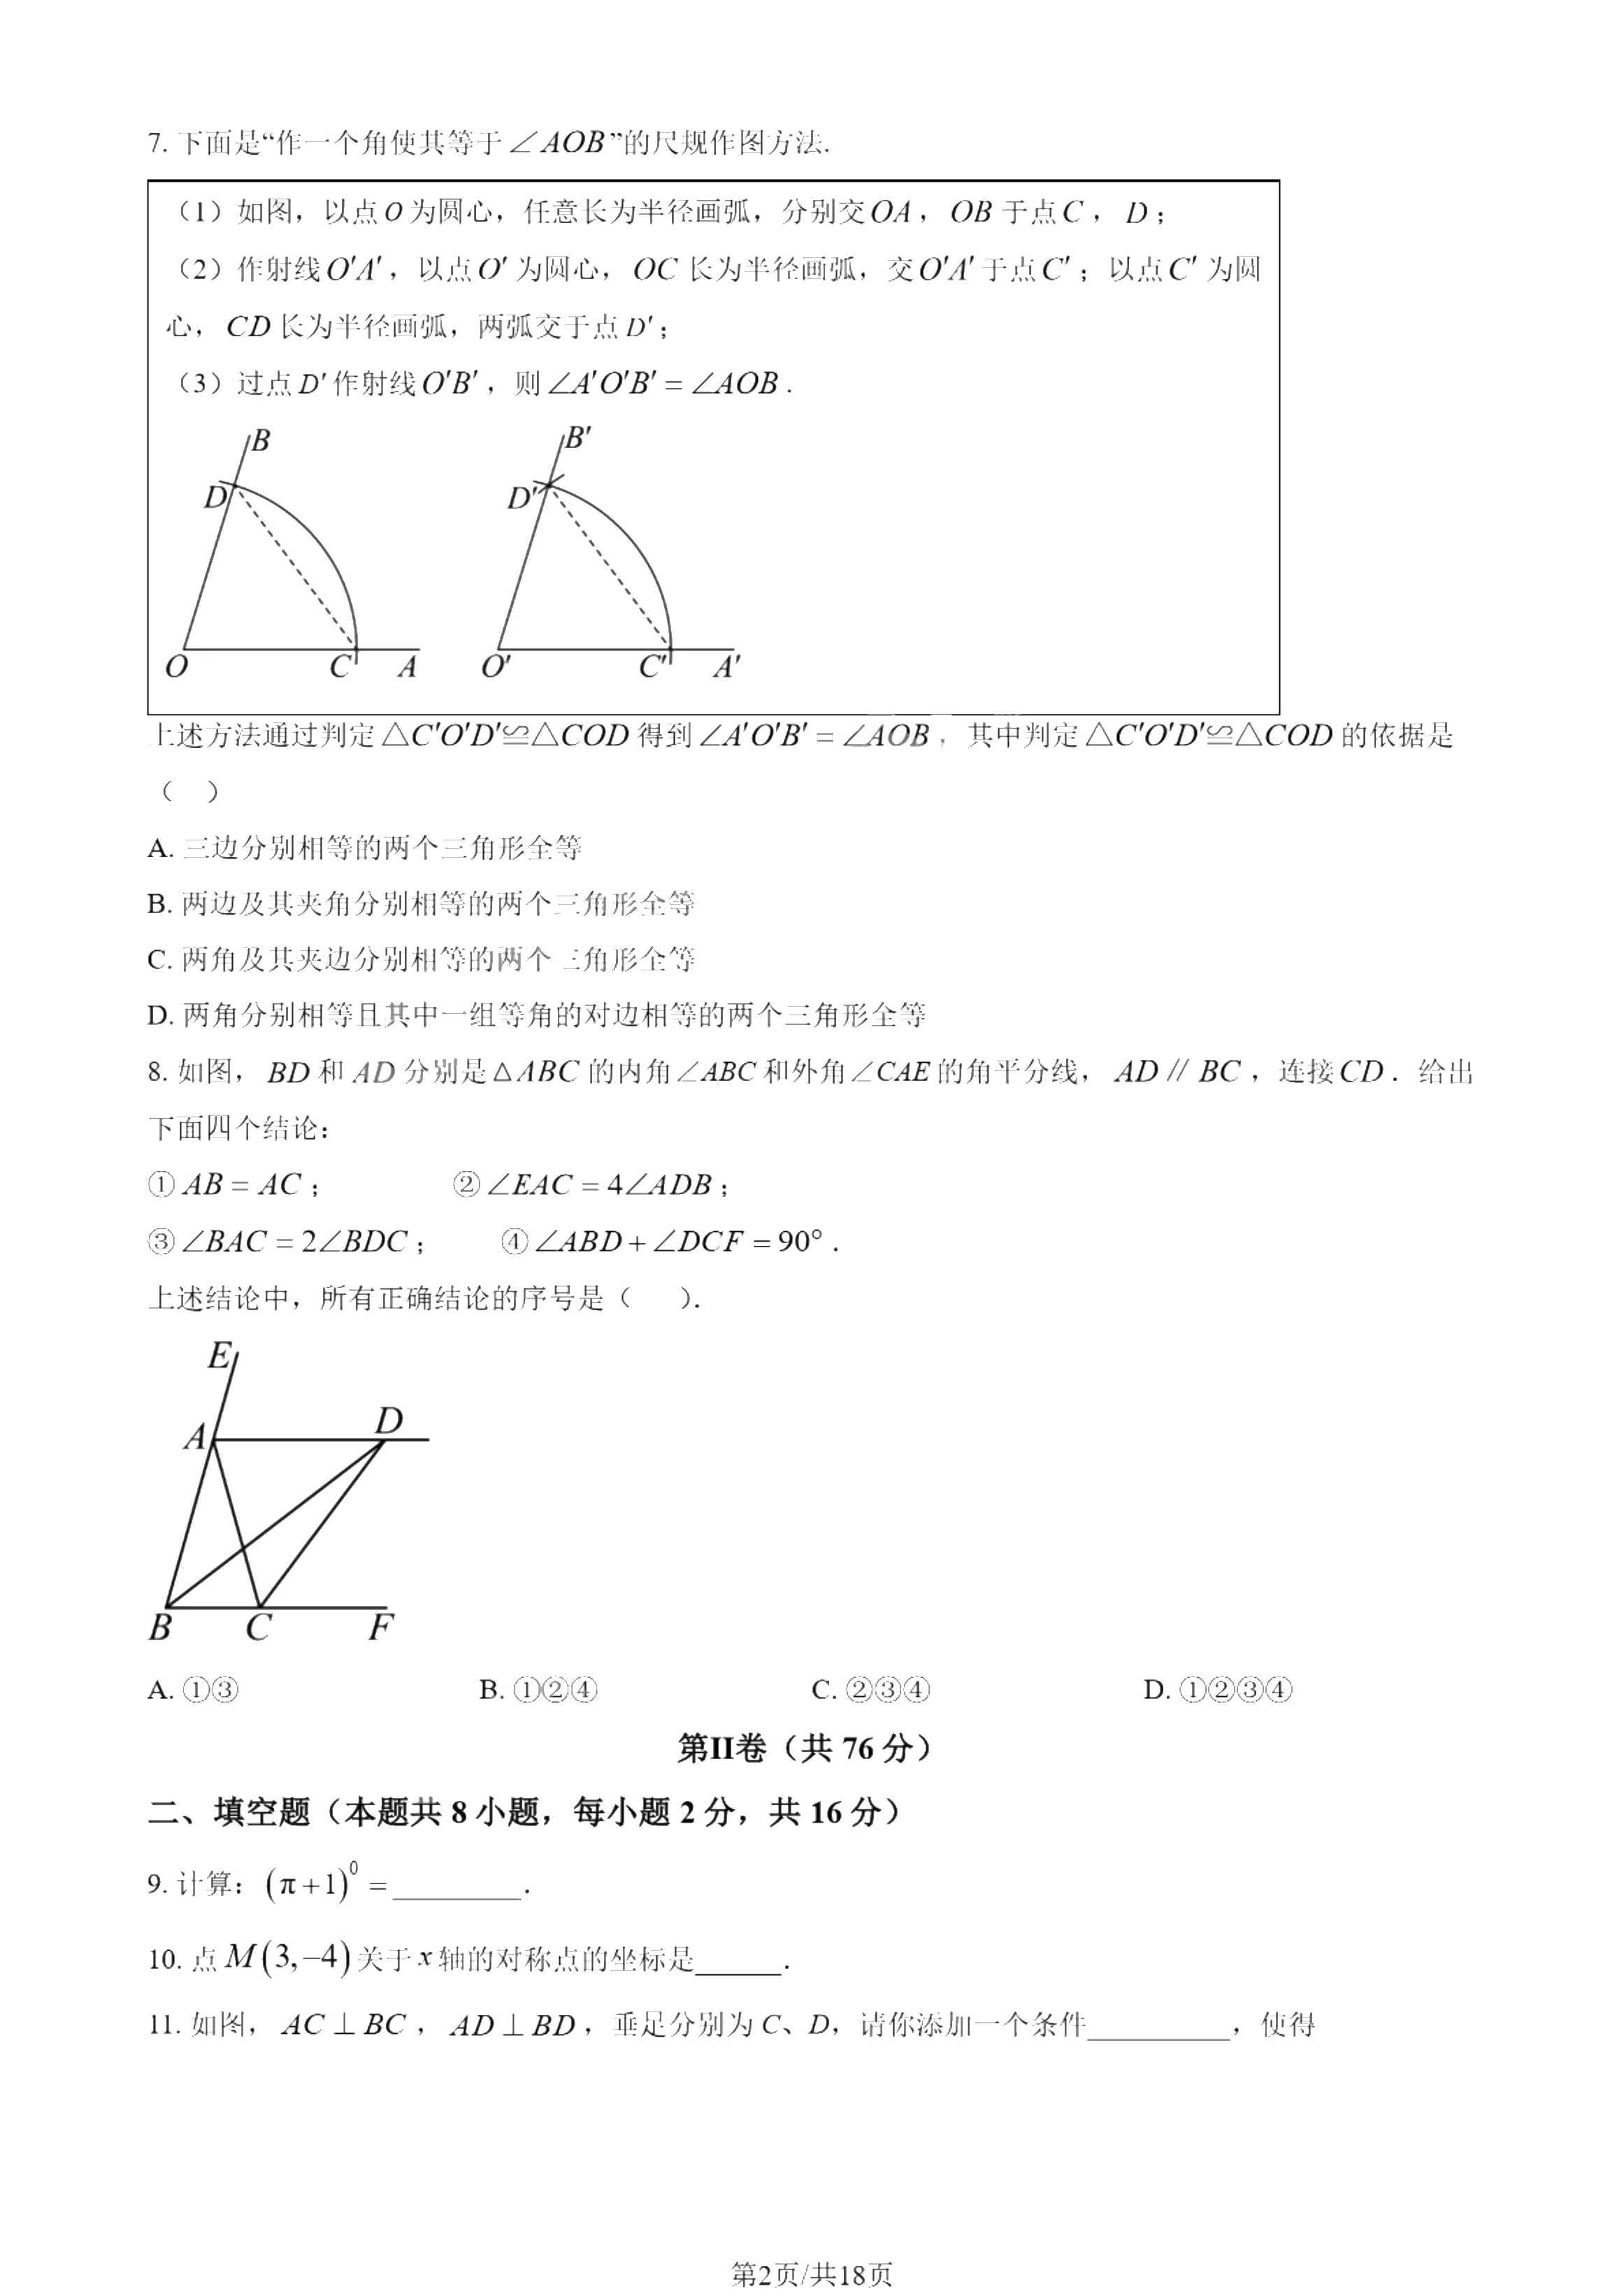 7. 下面是“作一个角使其等于∠AOB”的尺规作图方法.
（1）如图，以点O为圆心，任意长为半径画弧，分别交OA，OB于点C，D；
（2）作射线O′A′，以点O′为圆心，OC长为半径画弧，交O′A′于点C′；以点C′为圆
心，CD长为半径画弧，两弧交于点D′；
（3）过点D′作射线O′B′，则∠A′O′B′=∠AOB.
B B′
D D′
O C A O′ C′ A′
上述方法通过判定△C′O′D′≌△COD得到∠A′O′B′=∠AOB，其中判定△C′O′D′≌△COD的依据是
（ ）
A. 三边分别相等的两个三角形全等
B. 两边及其夹角分别相等的两个三角形全等
C. 两角及其夹边分别相等的两个三角形全等
D. 两角分别相等且其中一组等角的对边相等的两个三角形全等
8. 如图，BD和AD分别是△ABC的内角∠ABC和外角∠CAE的角平分线，AD∥BC，连接CD．给出
下面四个结论：
①AB=AC； ②∠EAC=4∠ADB；
③∠BAC=2∠BDC； ④∠ABD+∠DCF=90°．
上述结论中，所有正确结论的序号是（ ）.
E
A D
B C F
A. ①③ B. ①②④ C. ②③④ D. ①②③④
第II卷（共 76 分）
二、填空题（本题共 8 小题，每小题 2 分，共 16 分）
9. 计算：(π+1)⁰=_________.
10. 点M(3,−4)关于x轴的对称点的坐标是______.
11. 如图，AC⊥BC，AD⊥BD，垂足分别为 C、D，请你添加一个条件__________，使得
第2页/共18页